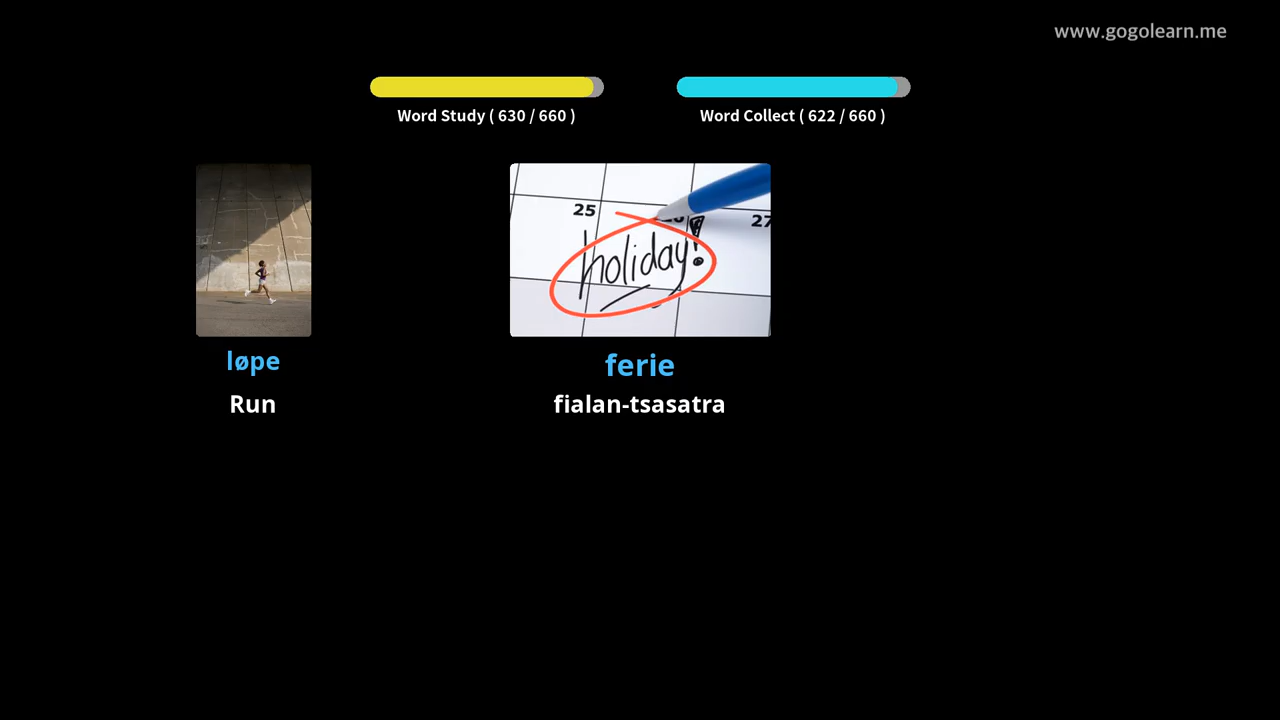 www.gogolearn.me
Word Study ( 630 / 660 )
Word Collect ( 622 / 660 )
25
27
holiday!
løpe
ferie
Run
fialan-tsasatra